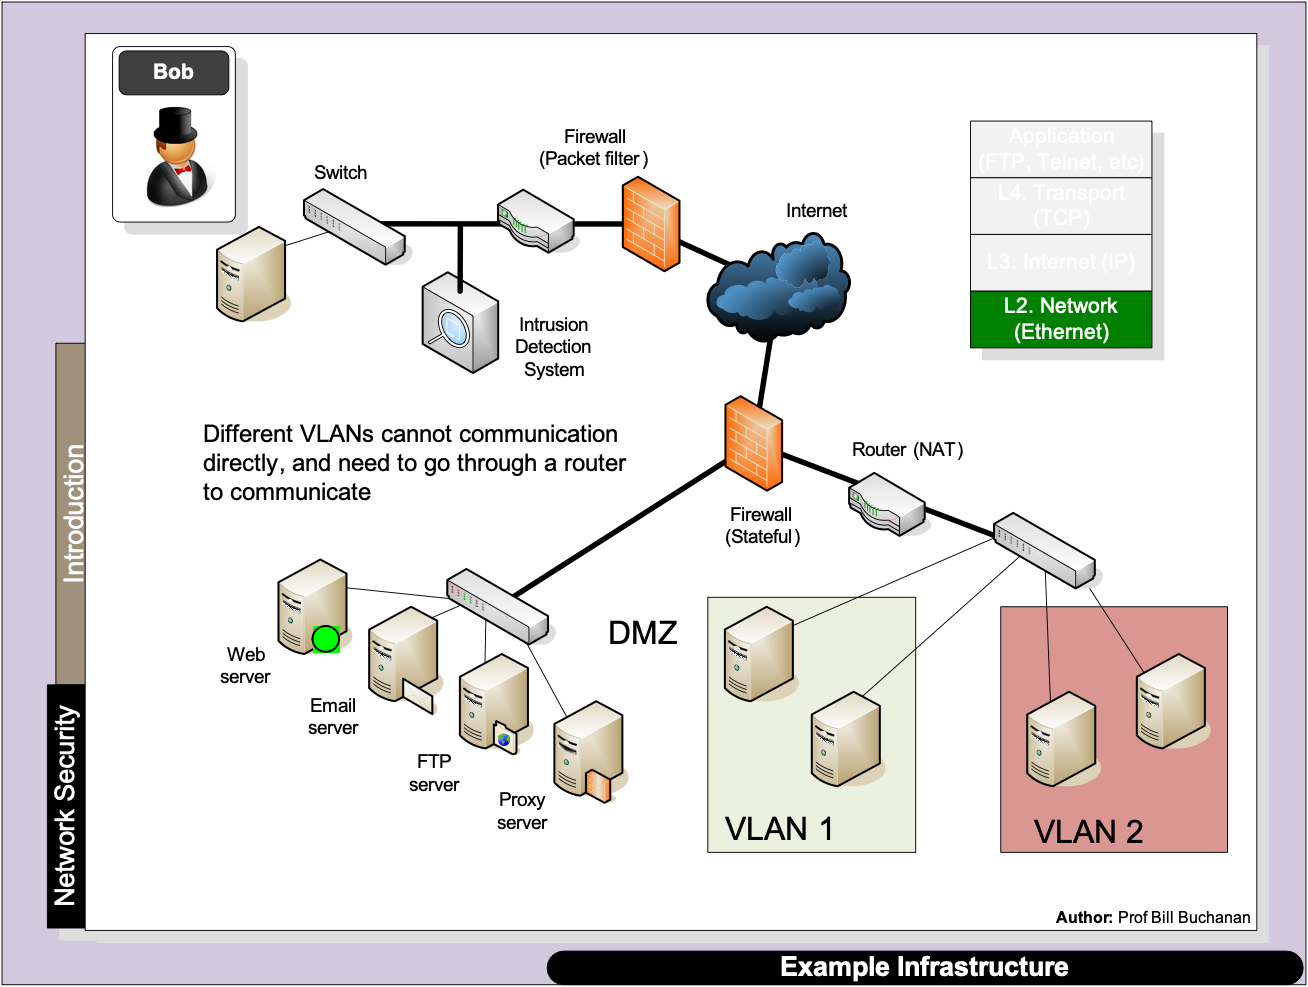 Bob
Firewall
(Packet filter)
Switch
Internet
Application
(FTP, Telnet, etc)
L4. Transport
(TCP)
L3. Internet (IP)
L2. Network
(Ethernet)
Intrusion
Detection
System
Different VLANs cannot communication
directly, and need to go through a router
to communicate
Router (NAT)
Firewall
(Stateful)
Introduction
Network Security
DMZ
Web
server
Email
server
FTP
server
Proxy
server
VLAN 1
VLAN 2
Author: Prof Bill Buchanan
Example Infrastructure